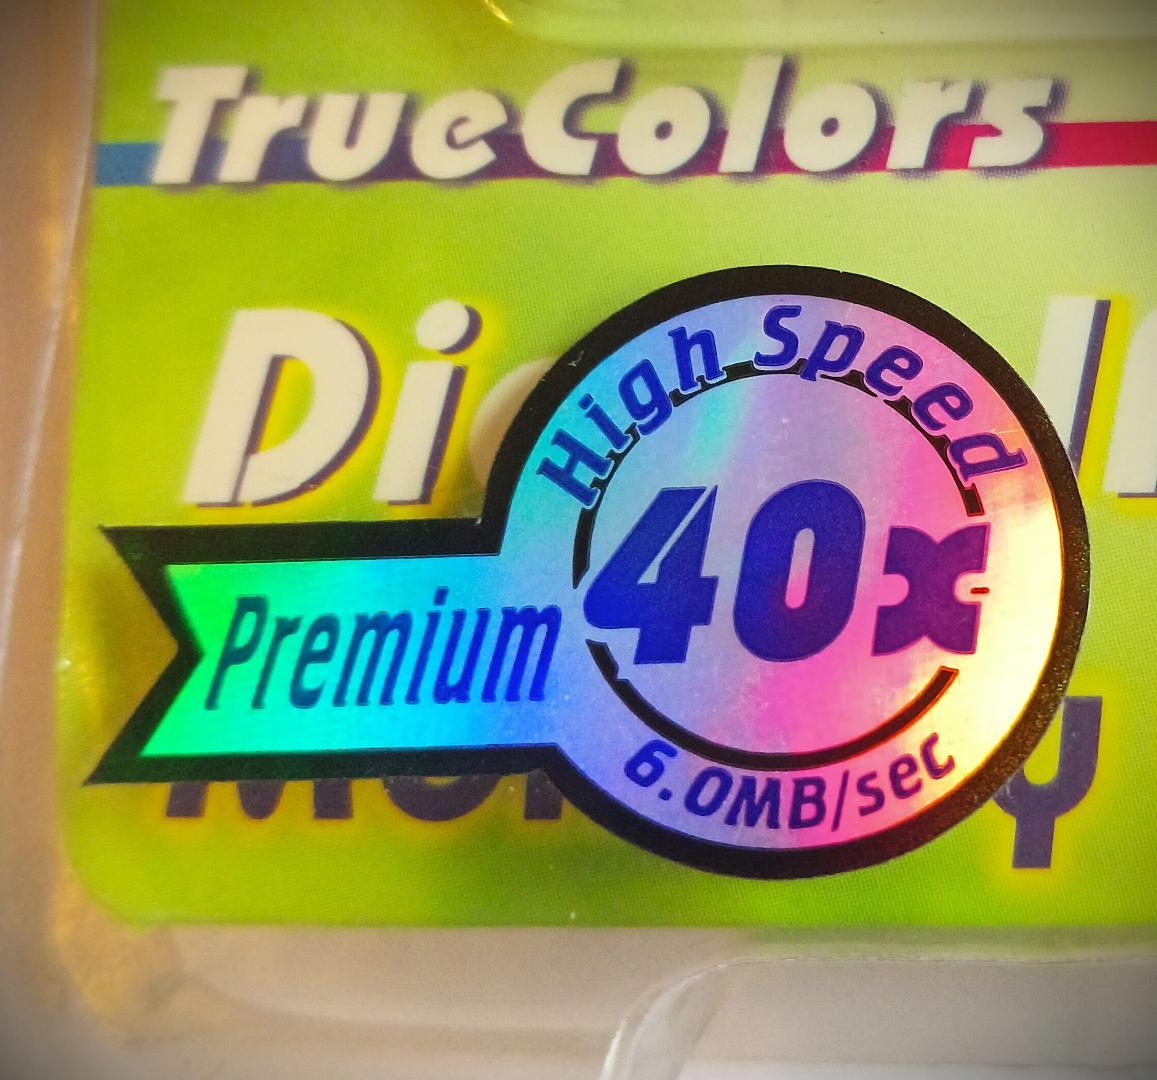 TrueColors
High Speed
40x
Premium
6.0MB/sec